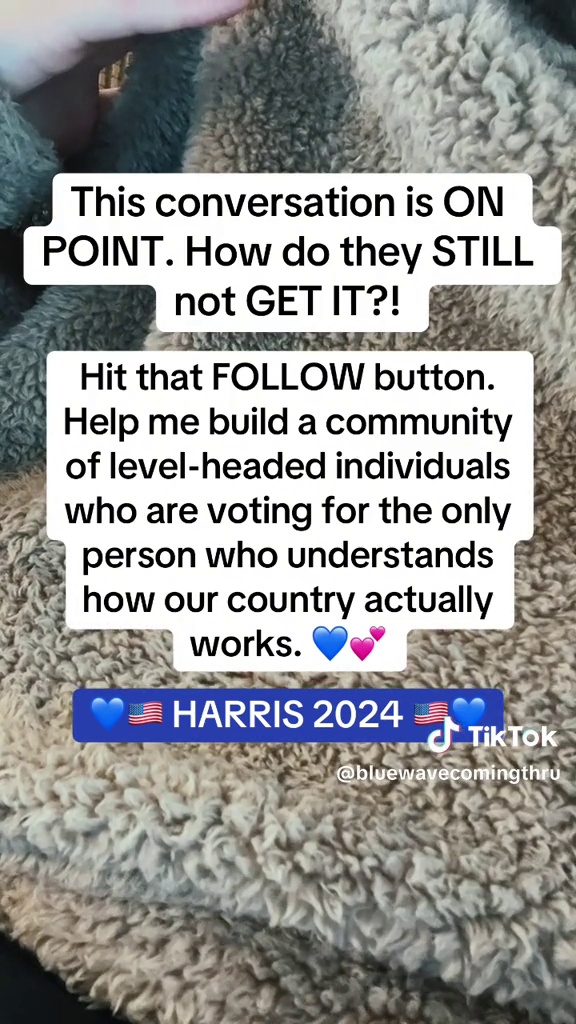 This conversation is ON
POINT. How do they STILL
not GET IT?!
Hit that FOLLOW button.
Help me build a community
of level-headed individuals
who are voting for the only
person who understands
how our country actually
works. 💙💕
💙🇺🇸 HARRIS 2024 🇺🇸💙
TikTok
@bluewavecomingthru